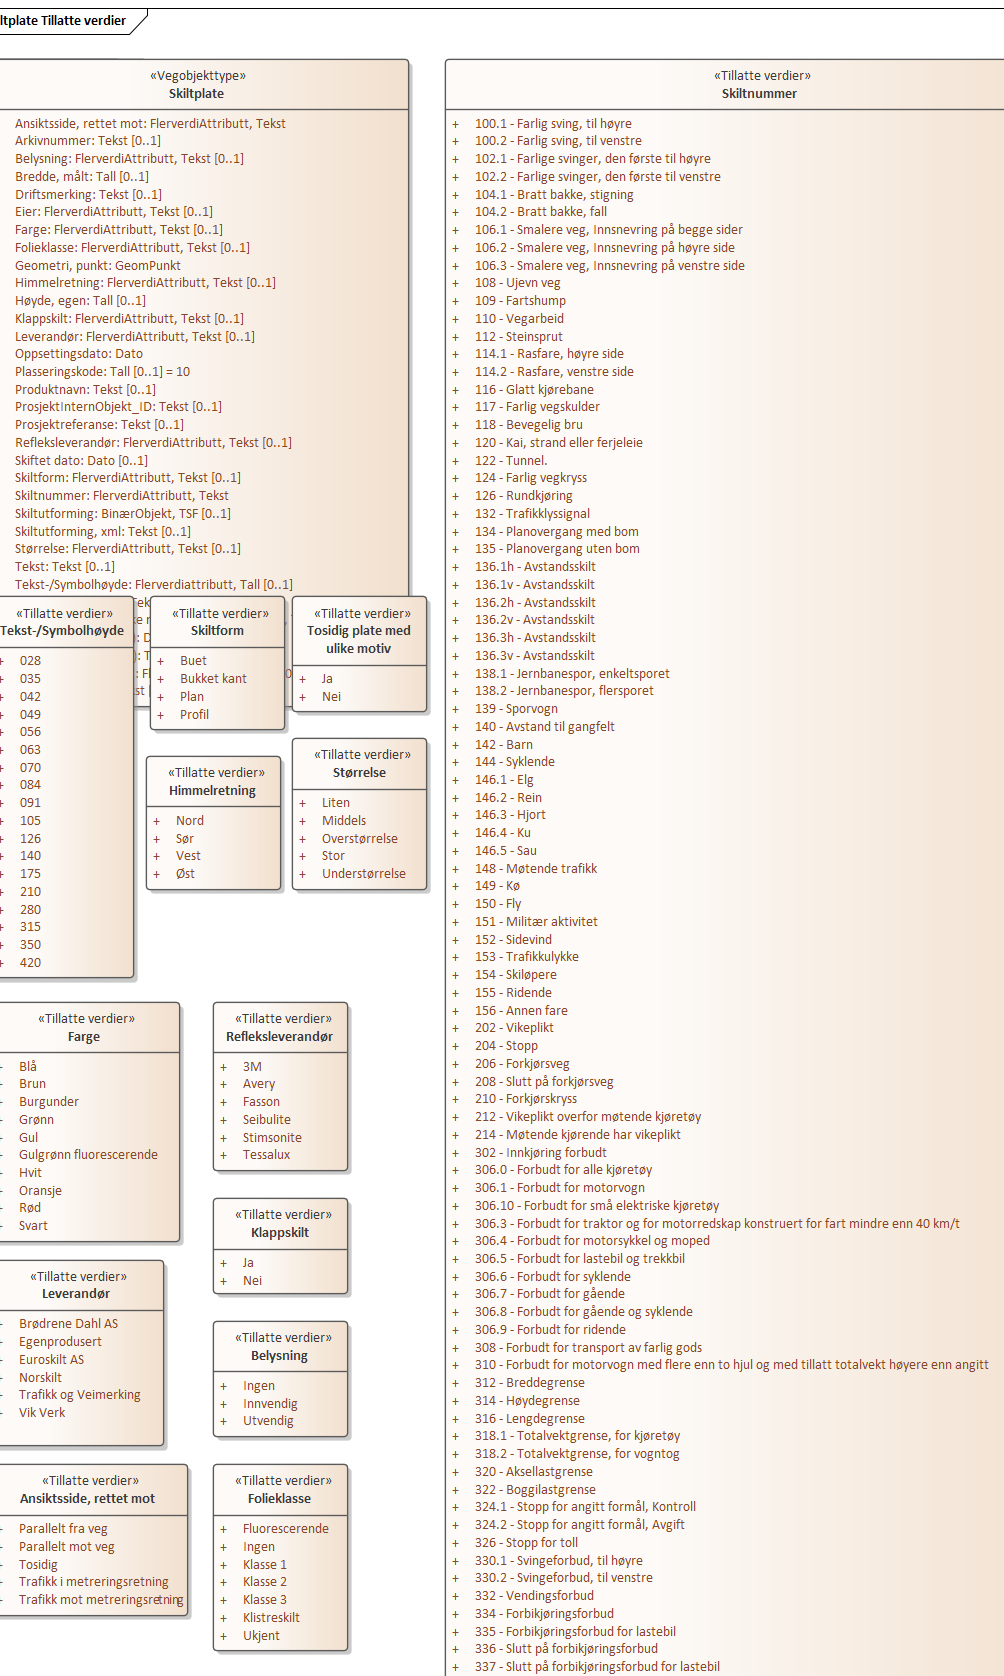 ltplate Tillatte verdier
«Vegobjekttype»
Skiltplate
Ansiktsside, rettet mot: FlerverdiAttributt, Tekst
Arkivnummer: Tekst [0..1]
Belysning: FlerverdiAttributt, Tekst [0..1]
Bredde, målt: Tall [0..1]
Driftsmerking: Tekst [0..1]
Eier: FlerverdiAttributt, Tekst [0..1]
Farge: FlerverdiAttributt, Tekst [0..1]
Folieklasse: FlerverdiAttributt, Tekst [0..1]
Geometri, punkt: GeomPunkt
Himmelretning: FlerverdiAttributt, Tekst [0..1]
Høyde, egen: Tall [0..1]
Klappskilt: FlerverdiAttributt, Tekst [0..1]
Leverandør: FlerverdiAttributt, Tekst [0..1]
Oppsettingsdato: Dato
Plasseringskode: Tall [0..1] = 10
Produktnavn: Tekst [0..1]
ProsjektInternObjekt_ID: Tekst [0..1]
Prosjektreferanse: Tekst [0..1]
Refleksleverandør: FlerverdiAttributt, Tekst [0..1]
Skiftet dato: Dato [0..1]
Skiltform: FlerverdiAttributt, Tekst [0..1]
Skiltnummer: FlerverdiAttributt, Tekst
Skiltutforming: BinærObjekt, TSF [0..1]
Skiltutforming, xml: Tekst [0..1]
Størrelse: FlerverdiAttributt, Tekst [0..1]
Tekst: Tekst [0..1]
Tekst-/Symbolhøyde: Flerverdiattributt, Tall [0..1]
«Tillatte verdier»
Tekst-/Symbolhøyde
+ 028
+ 035
+ 042
+ 049
+ 056
+ 063
+ 070
+ 084
+ 091
+ 105
+ 126
+ 140
+ 175
+ 210
+ 280
+ 315
+ 350
+ 420
«Tillatte verdier»
Skiltform
+ Buet
+ Bukket kant
+ Plan
+ Profil
«Tillatte verdier»
Tosidig plate med
ulike motiv
+ Ja
+ Nei
«Tillatte verdier»
Himmelretning
+ Nord
+ Sør
+ Vest
+ Øst
«Tillatte verdier»
Størrelse
+ Liten
+ Middels
+ Overstørrelse
+ Stor
+ Understørrelse
«Tillatte verdier»
Farge
Blå
Brun
Burgunder
Grønn
Gul
Gulgrønn fluorescerende
Hvit
Oransje
Rød
Svart
«Tillatte verdier»
Refleksleverandør
+ 3M
+ Avery
+ Fasson
+ Seibulite
+ Stimsonite
+ Tessalux
«Tillatte verdier»
Klappskilt
+ Ja
+ Nei
«Tillatte verdier»
Leverandør
Brødrene Dahl AS
Egenprodusert
Euroskilt AS
Norskilt
Trafikk og Veimerking
Vik Verk
«Tillatte verdier»
Belysning
+ Ingen
+ Innvendig
+ Utvendig
«Tillatte verdier»
Ansiktsside, rettet mot
Parallelt fra veg
Parallelt mot veg
Tosidig
Trafikk i metreringsretning
Trafikk mot metreringsretning
«Tillatte verdier»
Folieklasse
+ Fluorescerende
+ Ingen
+ Klasse 1
+ Klasse 2
+ Klasse 3
+ Klistreskilt
+ Ukjent
«Tillatte verdier»
Skiltnummer
+ 100.1 - Farlig sving, til høyre
+ 100.2 - Farlig sving, til venstre
+ 102.1 - Farlige svinger, den første til høyre
+ 102.2 - Farlige svinger, den første til venstre
+ 104.1 - Bratt bakke, stigning
+ 104.2 - Bratt bakke, fall
+ 106.1 - Smalere veg, Innsnevring på begge sider
+ 106.2 - Smalere veg, Innsnevring på høyre side
+ 106.3 - Smalere veg, Innsnevring på venstre side
+ 108 - Ujevn veg
+ 109 - Fartshump
+ 110 - Vegarbeid
+ 112 - Steinsprut
+ 114.1 - Rasfare, høyre side
+ 114.2 - Rasfare, venstre side
+ 116 - Glatt kjørebane
+ 117 - Farlig vegskulder
+ 118 - Bevegelig bru
+ 120 - Kai, strand eller ferjeleie
+ 122 - Tunnel.
+ 124 - Farlig vegkryss
+ 126 - Rundkjøring
+ 132 - Trafikklyssignal
+ 134 - Planovergang med bom
+ 135 - Planovergang uten bom
+ 136.1h - Avstandsskilt
+ 136.1v - Avstandsskilt
+ 136.2h - Avstandsskilt
+ 136.2v - Avstandsskilt
+ 136.3h - Avstandsskilt
+ 136.3v - Avstandsskilt
+ 138.1 - Jernbanespor, enkeltsporet
+ 138.2 - Jernbanespor, flersporet
+ 139 - Sporvogn
+ 140 - Avstand til gangfelt
+ 142 - Barn
+ 144 - Syklende
+ 146.1 - Elg
+ 146.2 - Rein
+ 146.3 - Hjort
+ 146.4 - Ku
+ 146.5 - Sau
+ 148 - Møtende trafikk
+ 149 - Kø
+ 150 - Fly
+ 151 - Militær aktivitet
+ 152 - Sidevind
+ 153 - Trafikkulykke
+ 154 - Skiløpere
+ 155 - Ridende
+ 156 - Annen fare
+ 202 - Vikeplikt
+ 204 - Stopp
+ 206 - Forkjørsveg
+ 208 - Slutt på forkjørsveg
+ 210 - Forkjørskryss
+ 212 - Vikeplikt overfor møtende kjøretøy
+ 214 - Møtende kjørende har vikeplikt
+ 302 - Innkjøring forbudt
+ 306.0 - Forbudt for alle kjøretøy
+ 306.1 - Forbudt for motorvogn
+ 306.10 - Forbudt for små elektriske kjøretøy
+ 306.3 - Forbudt for traktor og for motorredskap konstruert for fart mindre enn 40 km/t
+ 306.4 - Forbudt for motorsykkel og moped
+ 306.5 - Forbudt for lastebil og trekkbil
+ 306.6 - Forbudt for syklende
+ 306.7 - Forbudt for gående
+ 306.8 - Forbudt for gående og syklende
+ 306.9 - Forbudt for ridende
+ 308 - Forbudt for transport av farlig gods
+ 310 - Forbudt for motorvogn med flere enn to hjul og med tillatt totalvekt høyere enn angitt
+ 312 - Breddegrense
+ 314 - Høydegrense
+ 316 - Lengdegrense
+ 318.1 - Totalvektgrense, for kjøretøy
+ 318.2 - Totalvektgrense, for vogntog
+ 320 - Aksellastgrense
+ 322 - Boggilastgrense
+ 324.1 - Stopp for angitt formål, Kontroll
+ 324.2 - Stopp for angitt formål, Avgift
+ 326 - Stopp for toll
+ 330.1 - Svingeforbud, til høyre
+ 330.2 - Svingeforbud, til venstre
+ 332 - Vendingsforbud
+ 334 - Forbikjøringsforbud
+ 335 - Forbikjøringsforbud for lastebil
+ 336 - Slutt på forbikjøringsforbud
+ 337 - Slutt på forbikjøringsforbud for lastebil